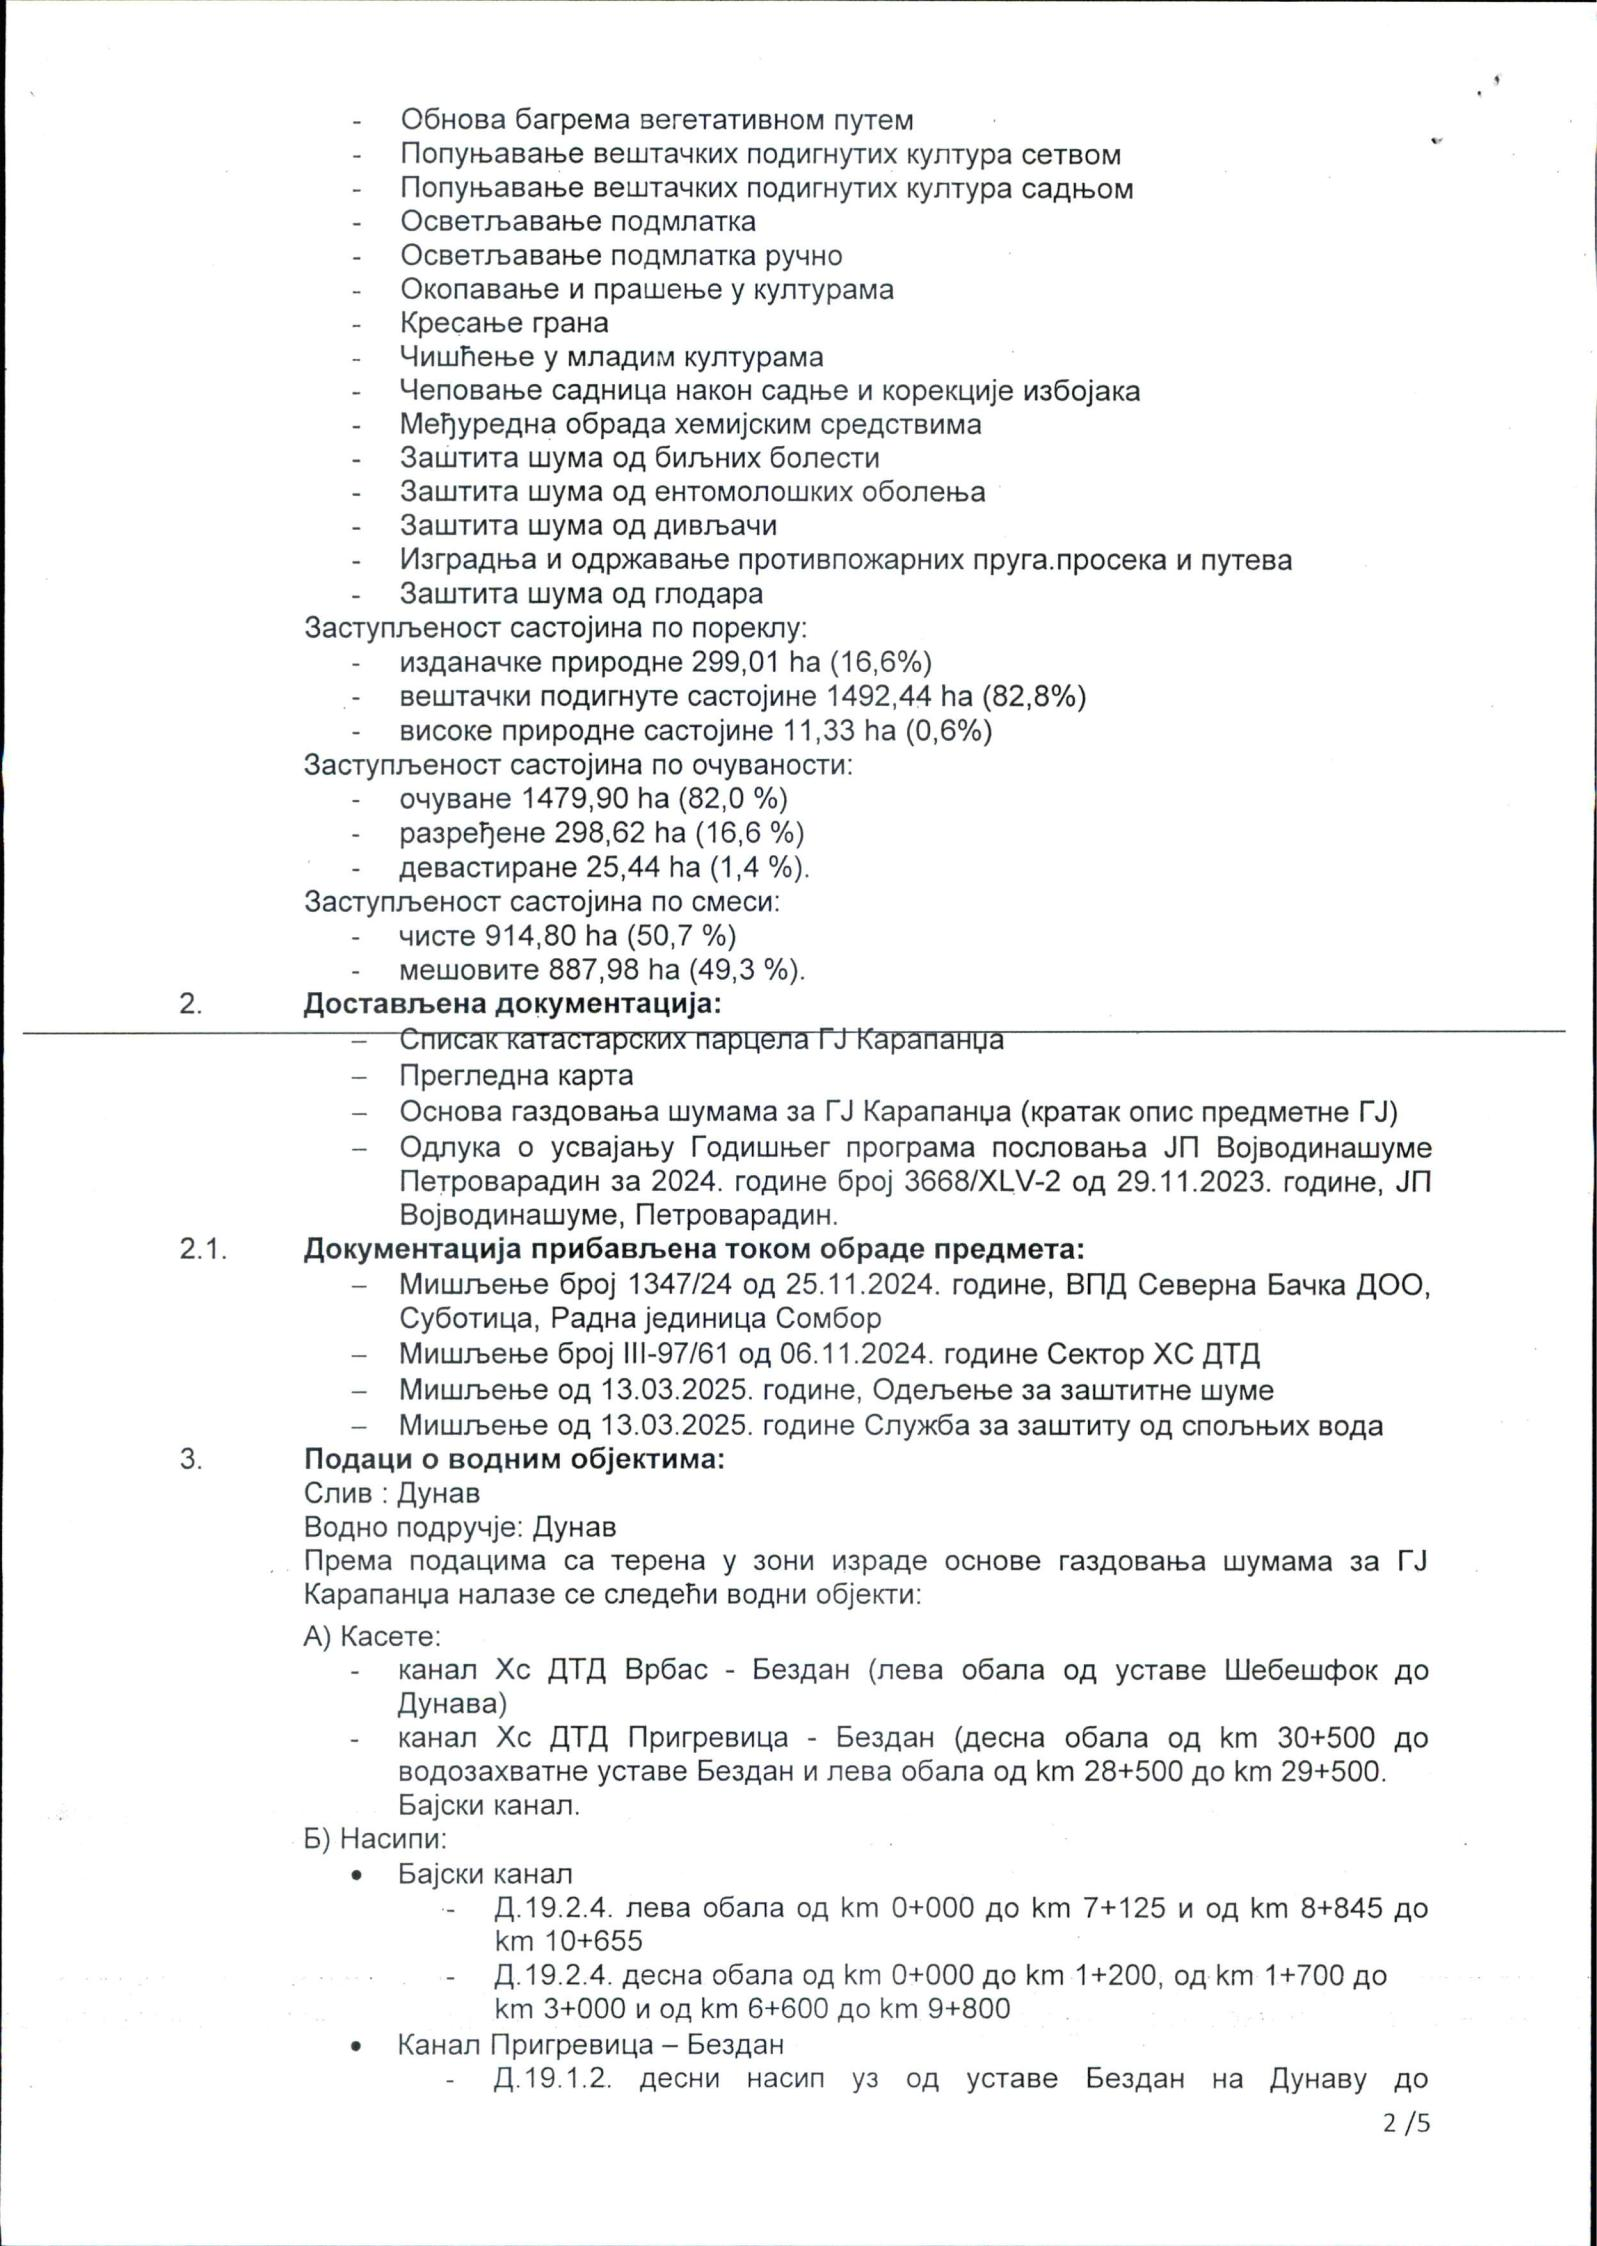 - Обнова багрема вегетативном путем
- Попуњавање вештачких подигнутих култура сетвом
- Попуњавање вештачких подигнутих култура садњом
- Осветљавање подмлатка
- Осветљавање подмлатка ручно
- Окопавање и прашење у културама
- Кресање грана
- Чишћење у младим културама
- Чеповање садница након садње и корекције избојака
- Међуредна обрада хемијским средствима
- Заштита шума од биљних болести
- Заштита шума од ентомолошких оболења
- Заштита шума од дивљачи
- Изградња и одржавање противпожарних пруга.просека и путева
- Заштита шума од глодара
Заступљеност састојина по пореклу:
- изданачке природне 299,01 ha (16,6%)
- вештачки подигнуте састојине 1492,44 ha (82,8%)
- високе природне састојине 11,33 ha (0,6%)
Заступљеност састојина по очуваности:
- очуване 1479,90 ha (82,0 %)
- разређене 298,62 ha (16,6 %)
- девастиране 25,44 ha (1,4 %).
Заступљеност састојина по смеси:
- чисте 914,80 ha (50,7 %)
- мешовите 887,98 ha (49,3 %).
2. Достављена документација:
– Списак катастарских парцела ГЈ Карапанџа
– Прегледна карта
– Основа газдовања шумама за ГЈ Карапанџа (кратак опис предметне ГЈ)
– Одлука о усвајању Годишњег програма пословања ЈП Војводинашуме
Петроварадин за 2024. године број 3668/XLV-2 од 29.11.2023. године, ЈП
Војводинашуме, Петроварадин.
2.1. Документација прибављена током обраде предмета:
– Мишљење број 1347/24 од 25.11.2024. године, ВПД Северна Бачка ДОО,
Суботица, Радна јединица Сомбор
– Мишљење број III-97/61 од 06.11.2024. године Сектор ХС ДТД
– Мишљење од 13.03.2025. године, Одељење за заштитне шуме
– Мишљење од 13.03.2025. године Служба за заштиту од спољњих вода
3. Подаци о водним објектима:
Слив : Дунав
Водно подручје: Дунав
Према подацима са терена у зони израде основе газдовања шумама за ГЈ
Карапанџа налазе се следећи водни објекти:
А) Касете:
- канал Хс ДТД Врбас - Бездан (лева обала од уставе Шебешфок до
Дунава)
- канал Хс ДТД Пригревица - Бездан (десна обала од km 30+500 до
водозахватне уставе Бездан и лева обала од km 28+500 до km 29+500.
Бајски канал.
Б) Насипи:
• Бајски канал
- Д.19.2.4. лева обала од km 0+000 до km 7+125 и од km 8+845 до
km 10+655
- Д.19.2.4. десна обала од km 0+000 до km 1+200, од km 1+700 до
km 3+000 и од km 6+600 до km 9+800
• Канал Пригревица – Бездан
- Д.19.1.2. десни насип уз од уставе Бездан на Дунаву до
2 /5